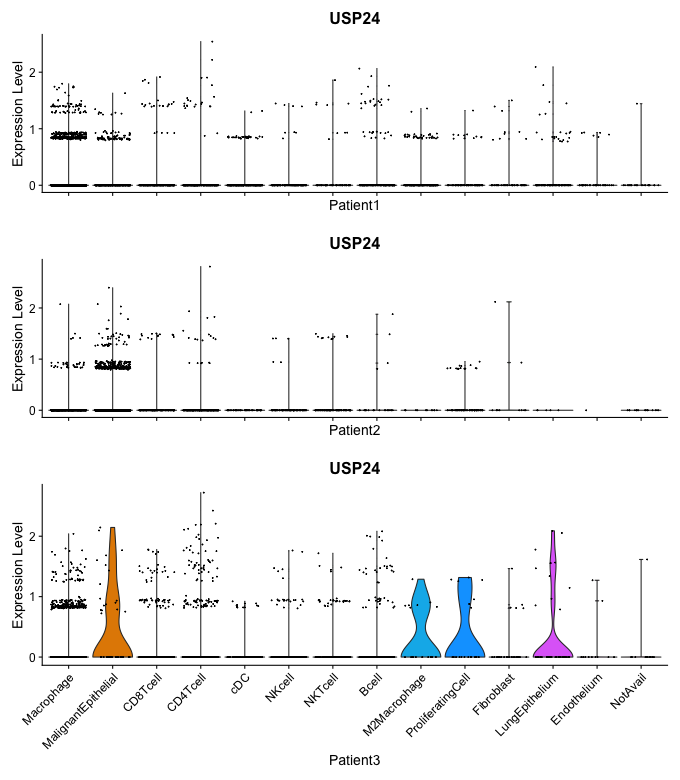 USP24
Expression Level
2
1
0
Patient1
USP24
Expression Level
2
1
0
Patient2
USP24
Expression Level
2
1
0
Macrophage
MalignantEpithelial
CD8Tcell
CD4Tcell
cDC
NKcell
NKTcell
Bcell
M2Macrophage
ProliferatingCell
Fibroblast
LungEpithelium
Endothelium
NotAvail
Patient3